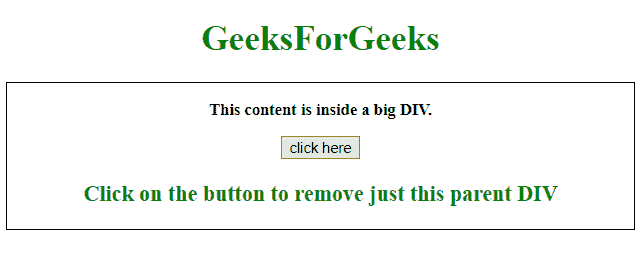 GeeksForGeeks
This content is inside a big DIV.
click here
Click on the button to remove just this parent DIV